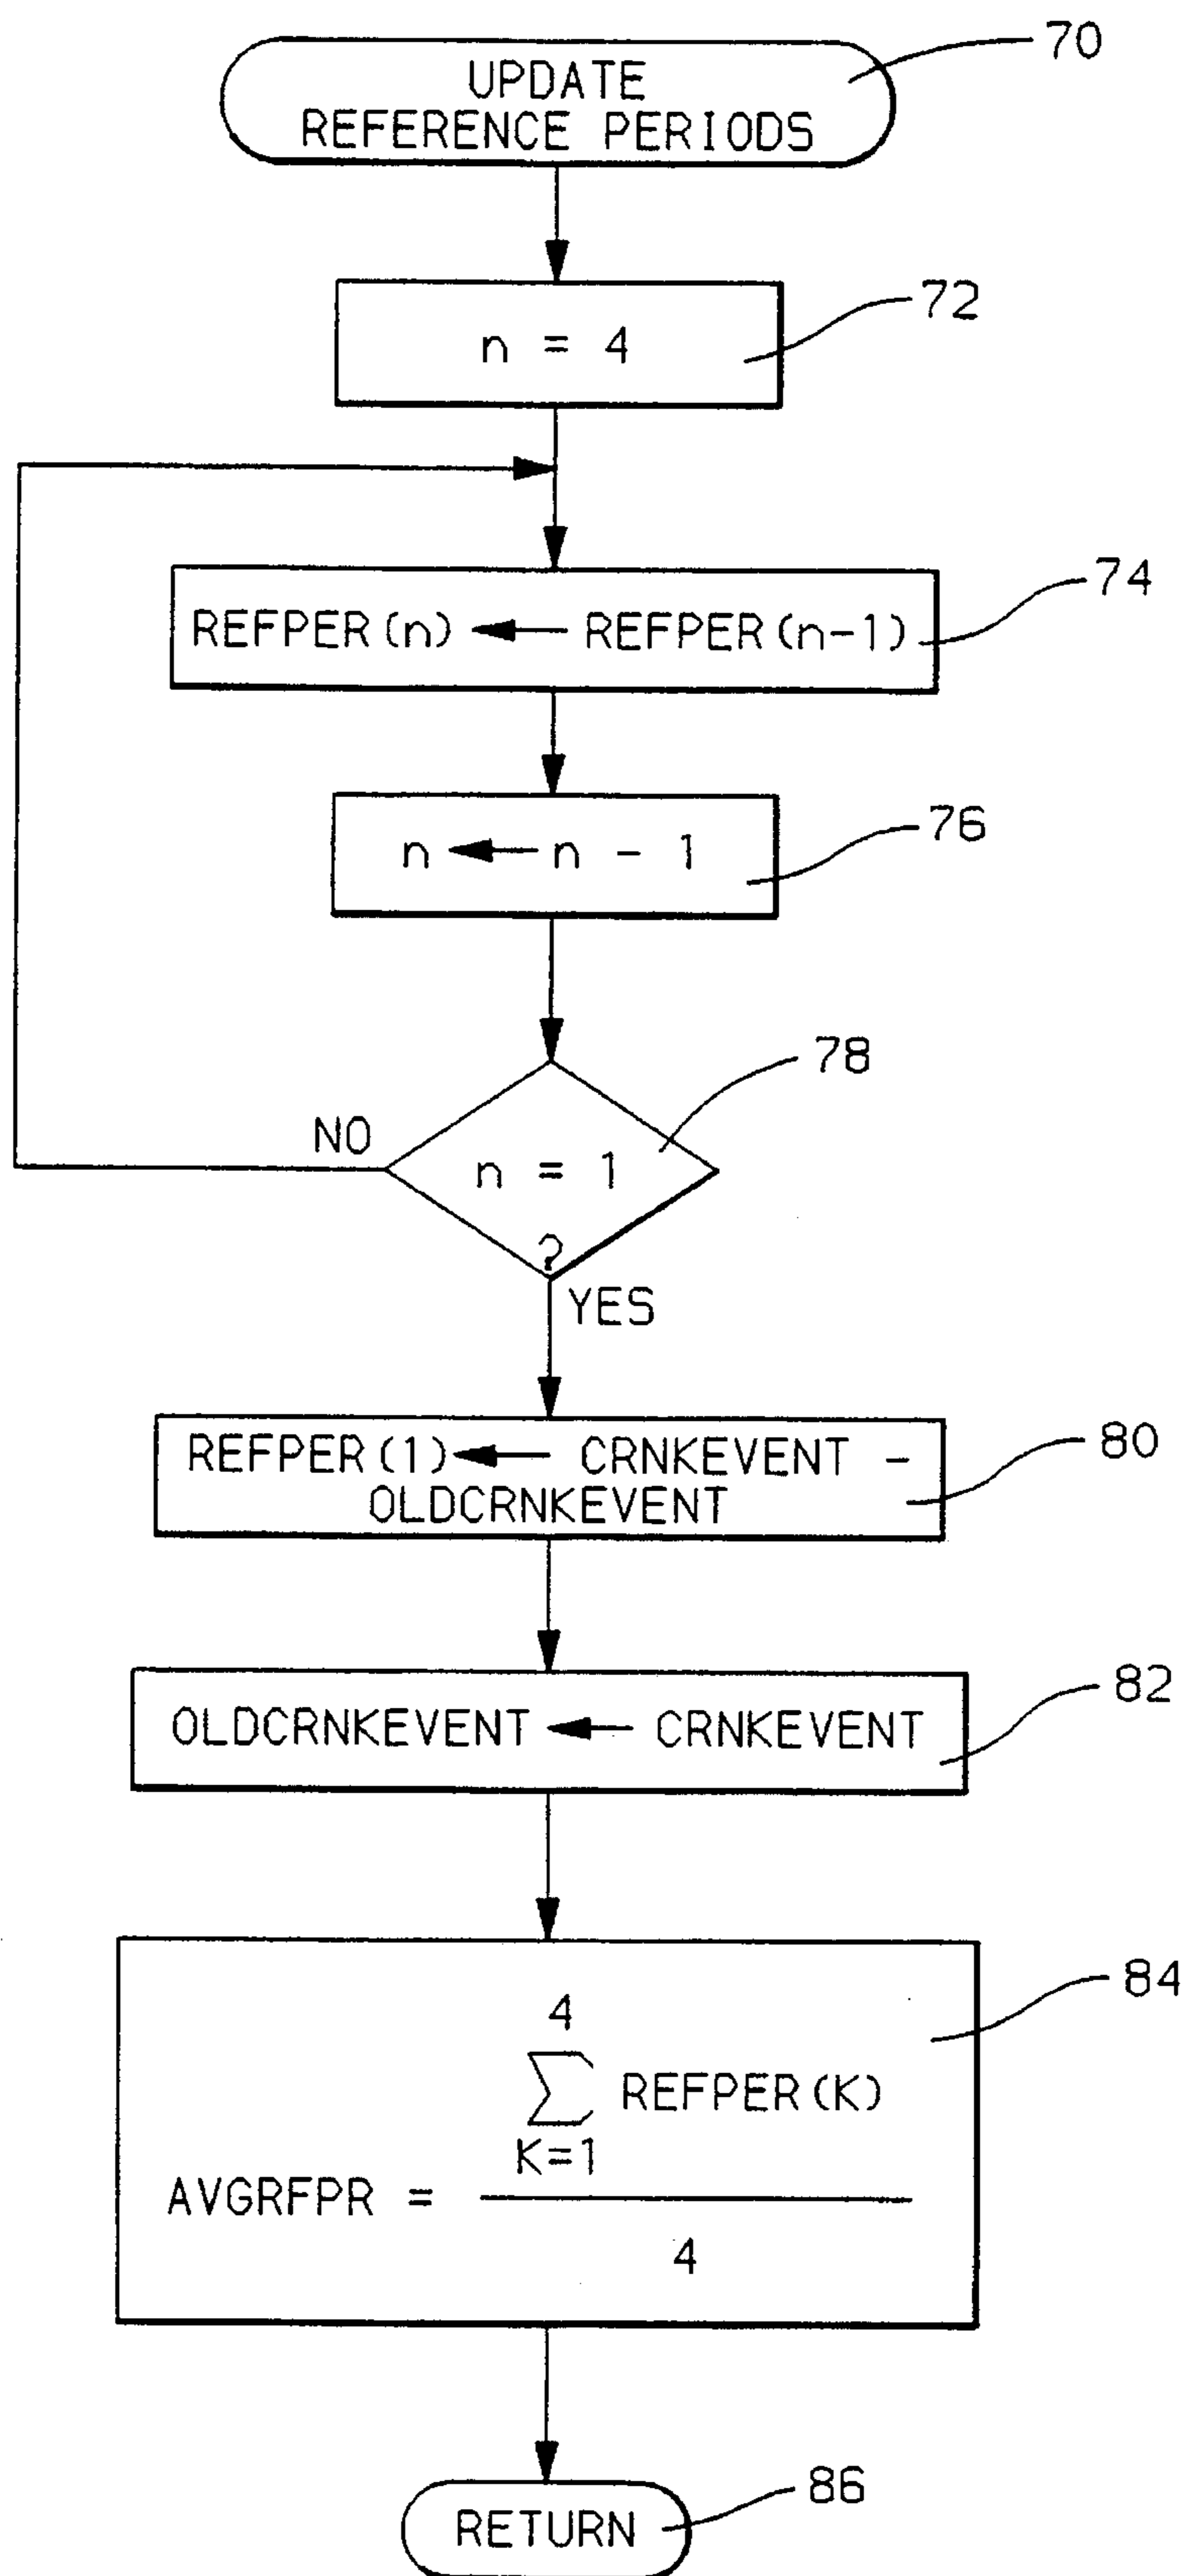 70
UPDATE
REFERENCE PERIODS
72
n = 4
74
REFPER(n) ← REFPER(n-1)
76
n ← n - 1
78
NO
n = 1
?
YES
80
REFPER(1) ← CRNKEVENT -
OLDCRNKEVENT
82
OLDCRNKEVENT ← CRNKEVENT
84
4
∑ REFPER(K)
K=1
AVGRFPR =
4
86
RETURN